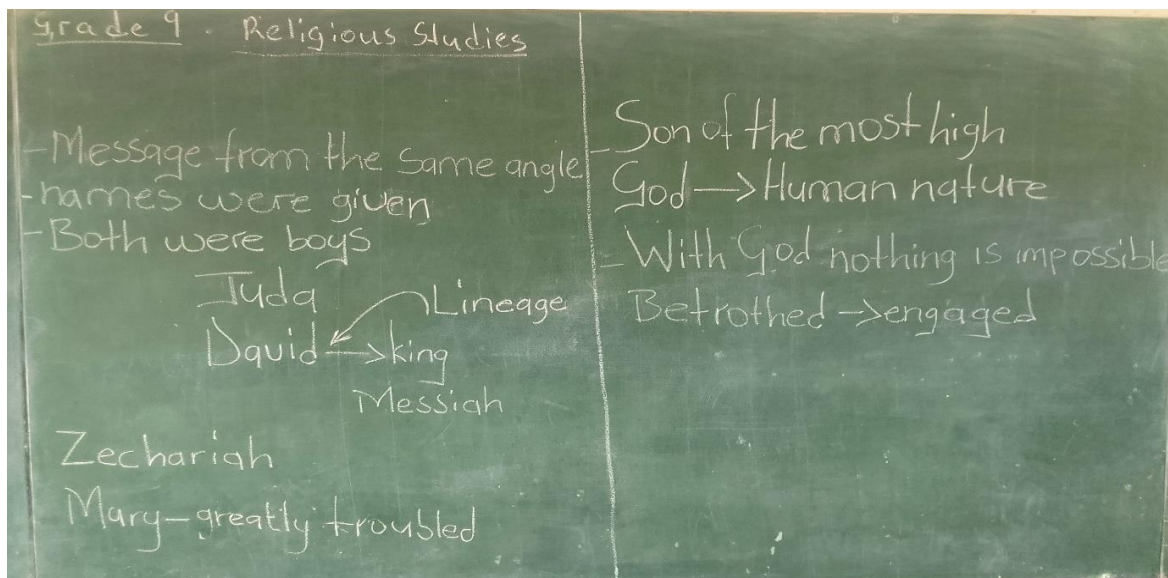 Grade 9. Religious Studies
- Message from the same angle
- names were given
- Both were boys
Juda
Lineage
David → king
Messiah
Zechariah
Mary - greatly troubled
- Son of the most high
God → Human nature
- With God nothing is impossible
Betrothed → engaged